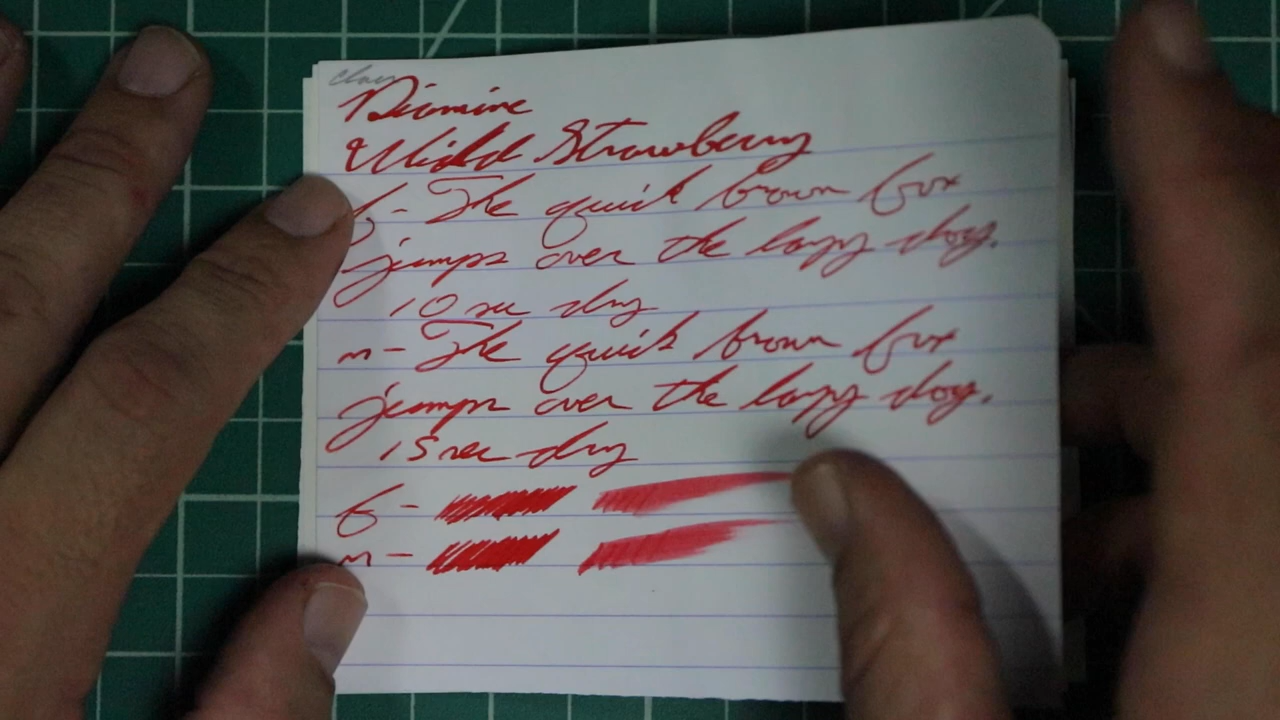 Diamine
Wild Strawberry
f- The quick brown fox
jumps over the lazy dog.
10 sec dry
m- The quick brown fox
jumps over the lazy dog.
15 sec dry
f-
m-